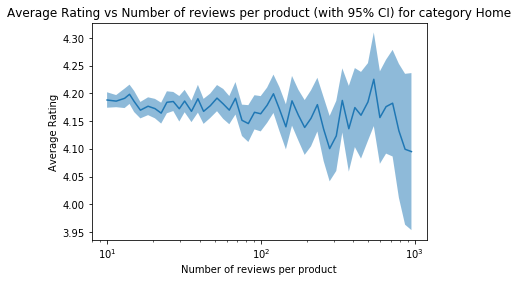 Average Rating vs Number of reviews per product (with 95% CI) for category Home
Average Rating
4.30
4.25
4.20
4.15
4.10
4.05
4.00
3.95
10¹ 10² 10³
Number of reviews per product